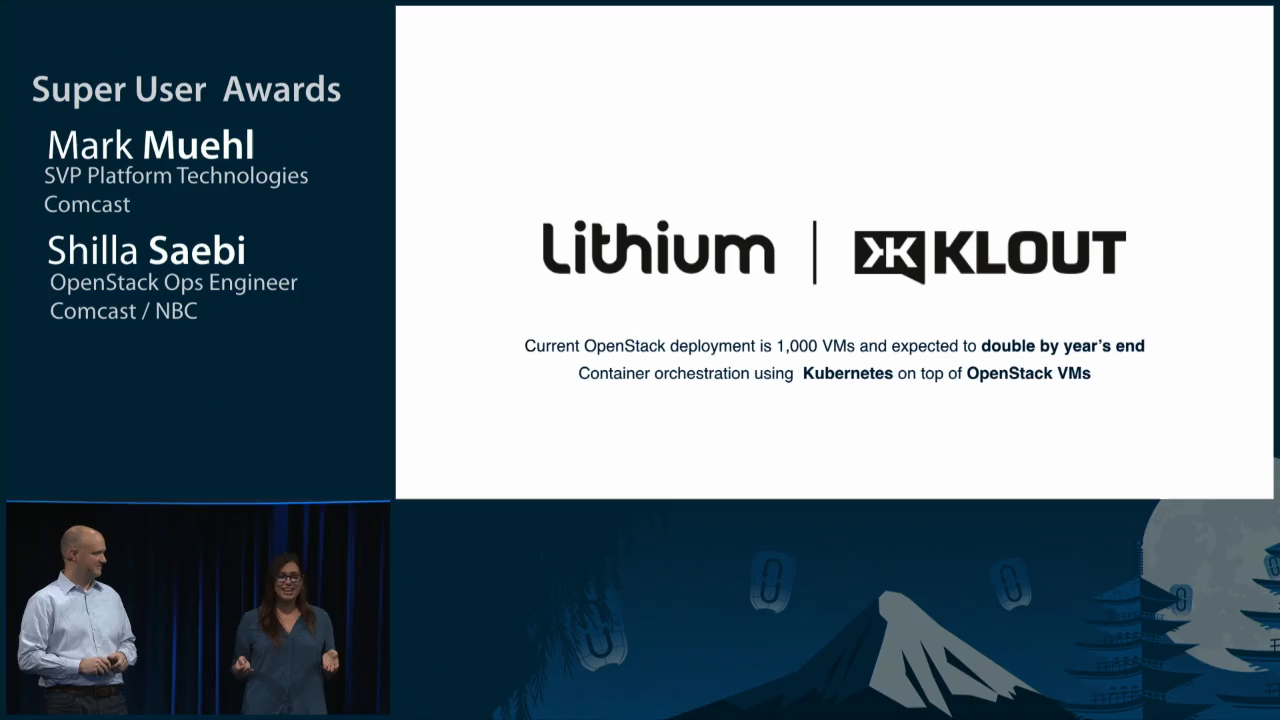 Super User Awards
Mark Muehl
SVP Platform Technologies
Comcast
Shilla Saebi
OpenStack Ops Engineer
Comcast / NBC
Lithium | KLOUT
Current OpenStack deployment is 1,000 VMs and expected to double by year's end
Container orchestration using Kubernetes on top of OpenStack VMs